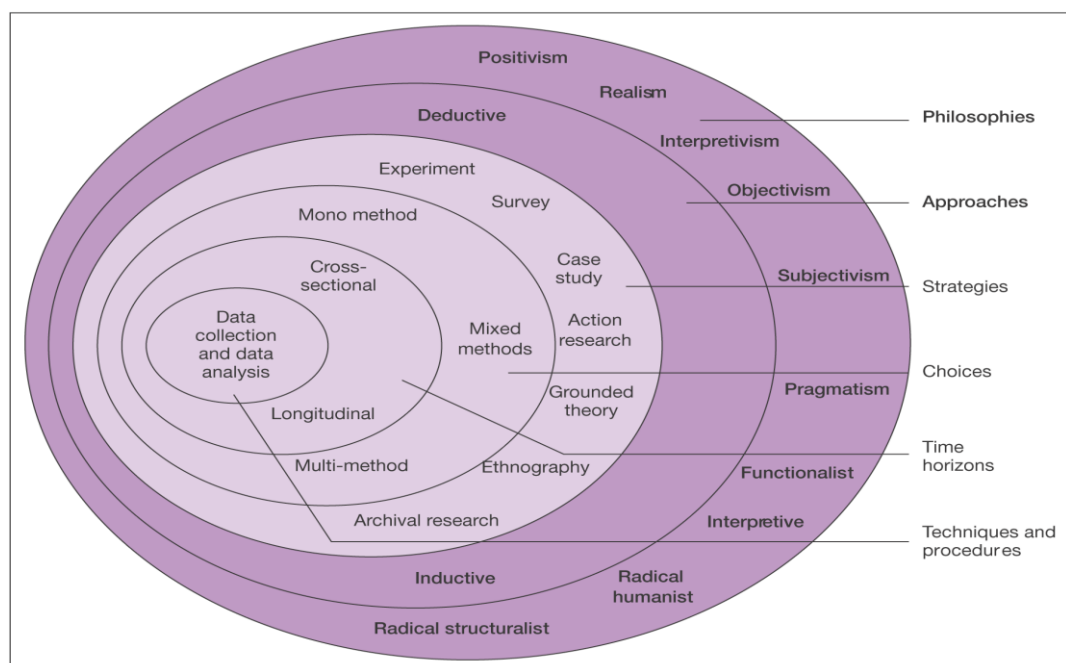 Positivism
Realism
Deductive
Philosophies
Interpretivism
Experiment
Objectivism
Survey
Approaches
Mono method
Case
study
Cross-
sectional
Subjectivism
Strategies
Data
collection
and data
analysis
Mixed
methods
Action
research
Choices
Pragmatism
Grounded
theory
Longitudinal
Time
horizons
Multi-method
Ethnography
Functionalist
Archival research
Interpretive
Techniques and
procedures
Inductive
Radical
humanist
Radical structuralist